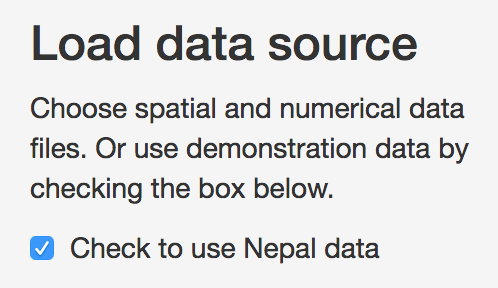 Load data source
Choose spatial and numerical data
files. Or use demonstration data by
checking the box below.
Check to use Nepal data